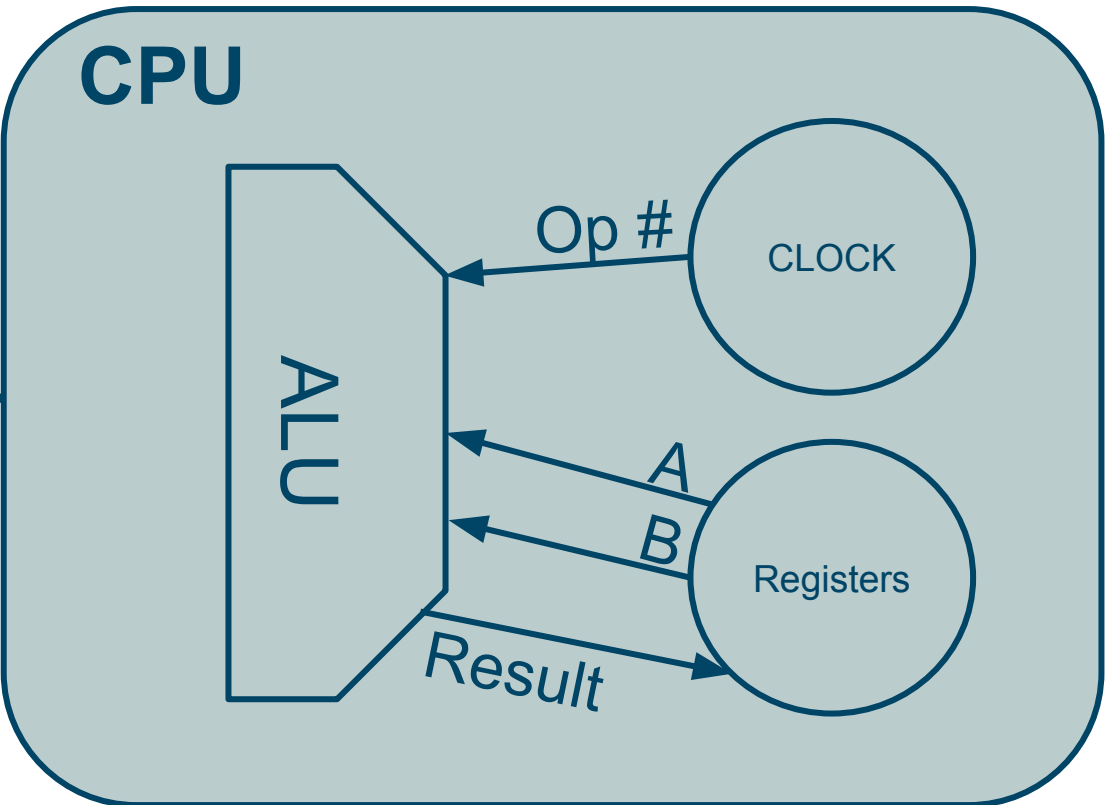 CPU
Op #
CLOCK
ALU
A
B
Registers
Result